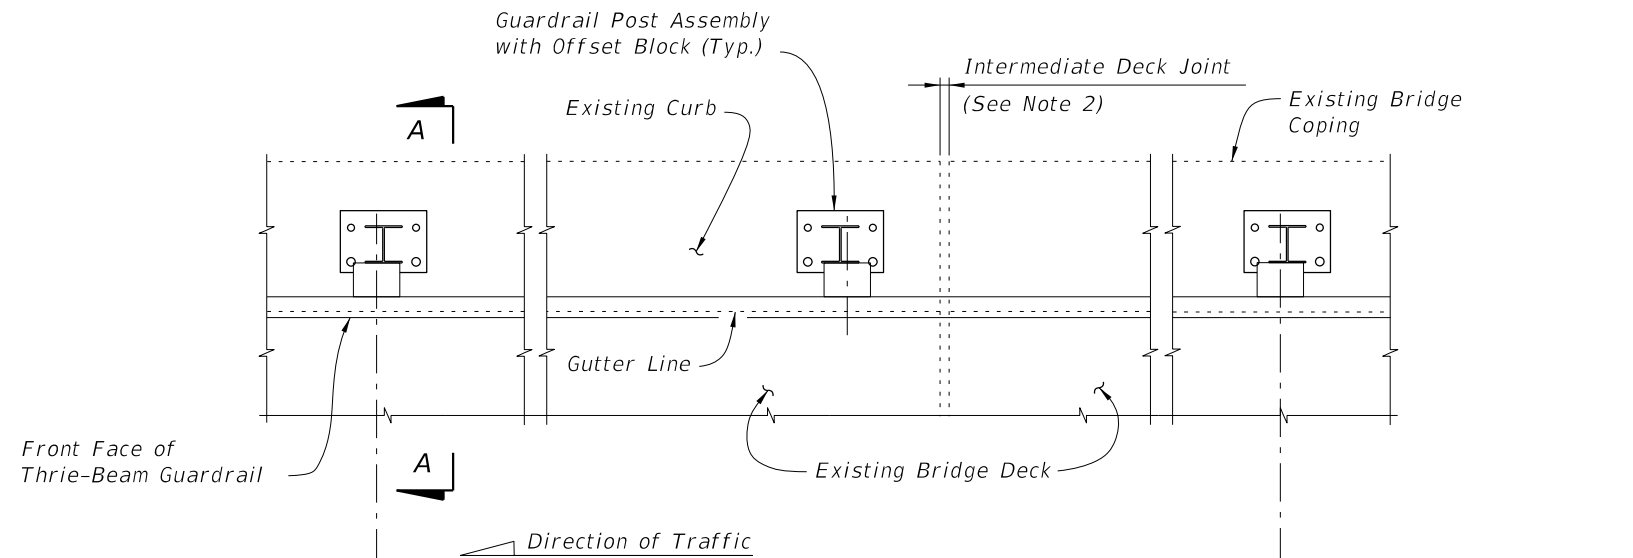 Guardrail Post Assembly
with Offset Block (Typ.)
Intermediate Deck Joint
(See Note 2)
Existing Curb
Existing Bridge
Coping
A
Gutter Line
Front Face of
Thrie-Beam Guardrail
A
Existing Bridge Deck
Direction of Traffic